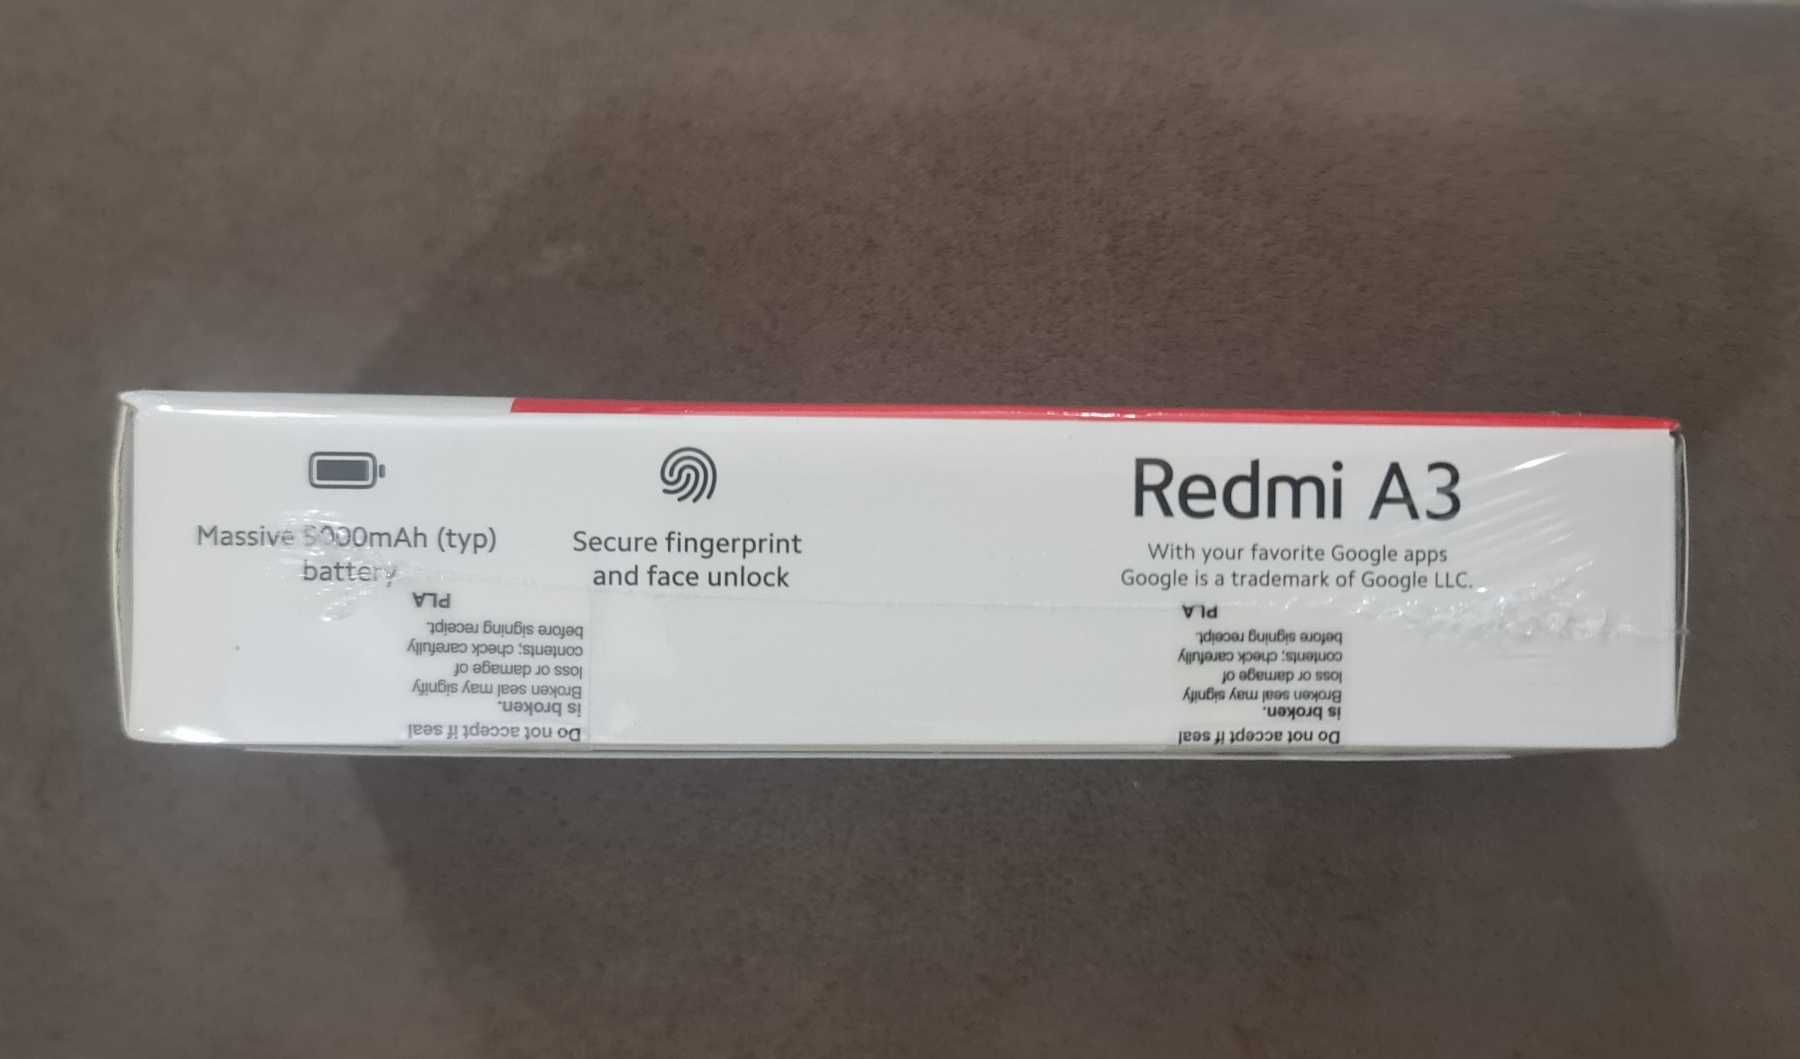 Massive 5000mAh (typ)
battery
Secure fingerprint
and face unlock
Redmi A3
With your favorite Google apps
Google is a trademark of Google LLC.
Do not accept if seal
is broken.
Broken seal may signify
loss or damage of
contents; check carefully
before signing receipt.
PLA
Do not accept if seal
is broken.
Broken seal may signify
loss or damage of
contents; check carefully
before signing receipt.
PLA